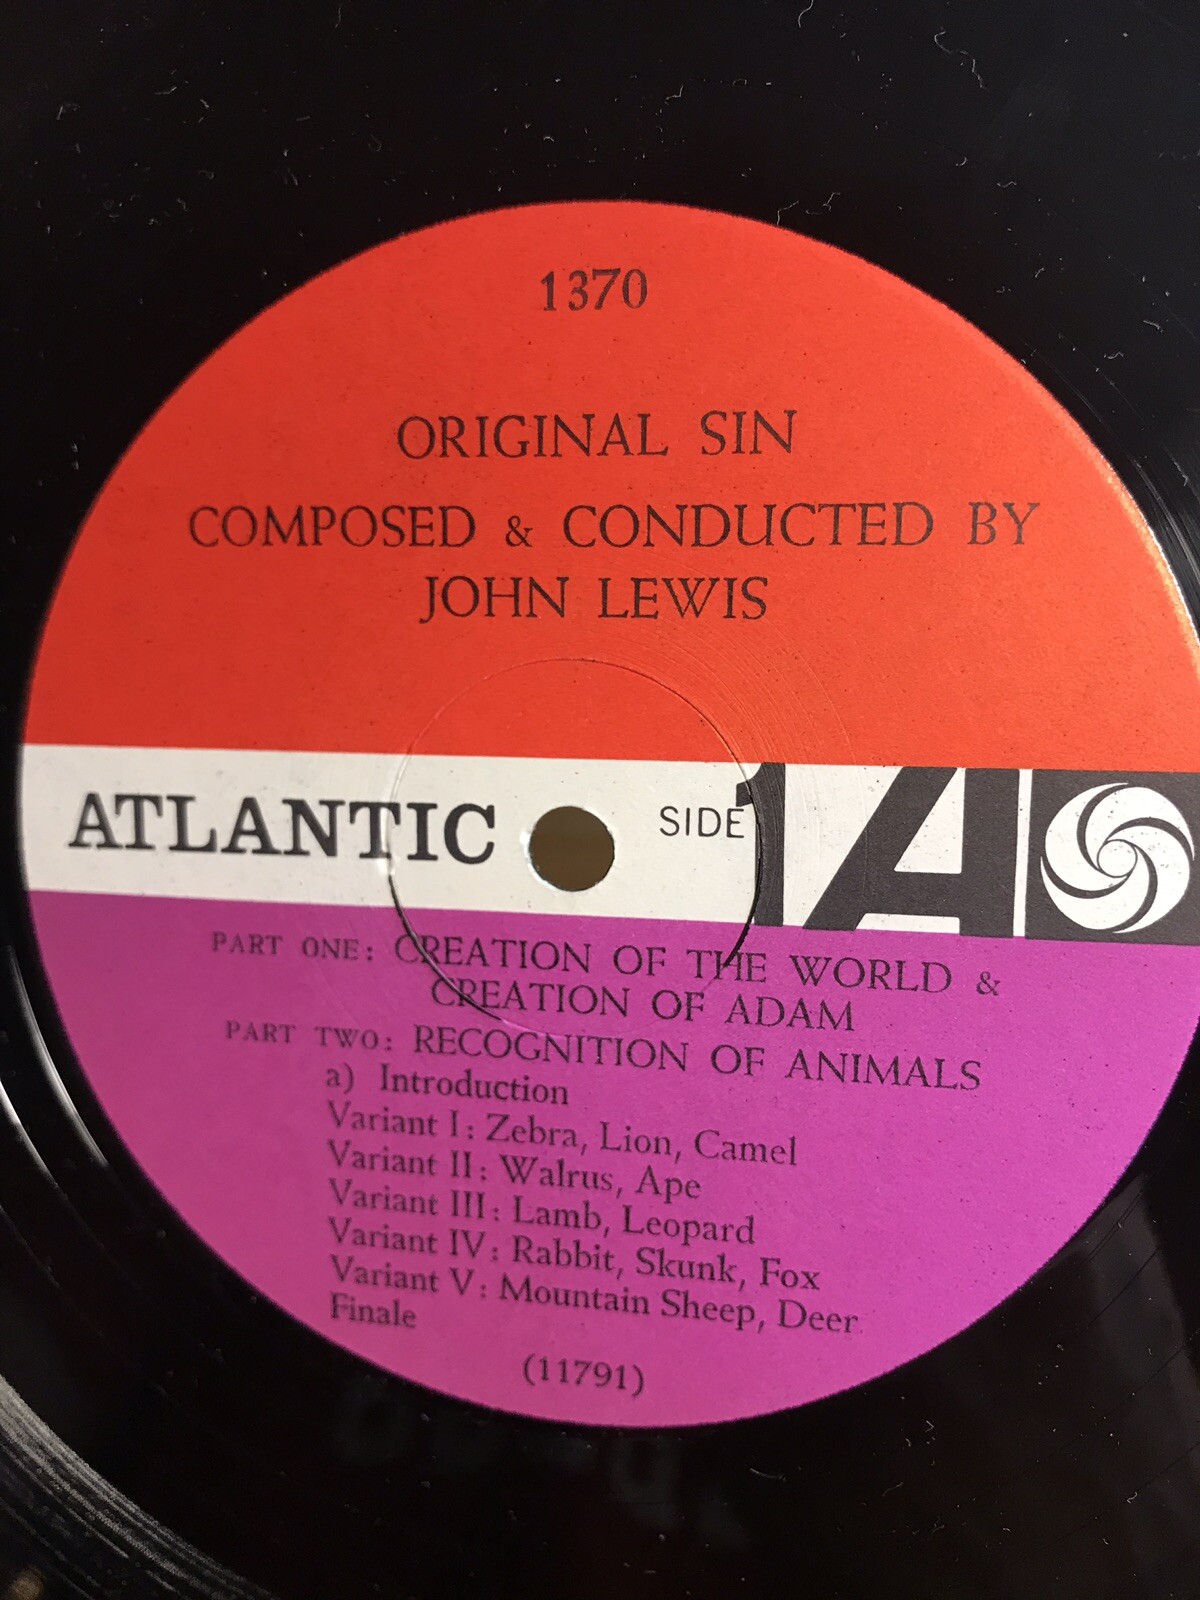 1370
ORIGINAL SIN
COMPOSED & CONDUCTED BY
JOHN LEWIS
ATLANTIC SIDE 1 A
PART ONE: CREATION OF THE WORLD &
CREATION OF ADAM
PART TWO: RECOGNITION OF ANIMALS
a) Introduction
Variant I: Zebra, Lion, Camel
Variant II: Walrus, Ape
Variant III: Lamb, Leopard
Variant IV: Rabbit, Skunk, Fox
Variant V: Mountain Sheep, Deer
Finale
(11791)